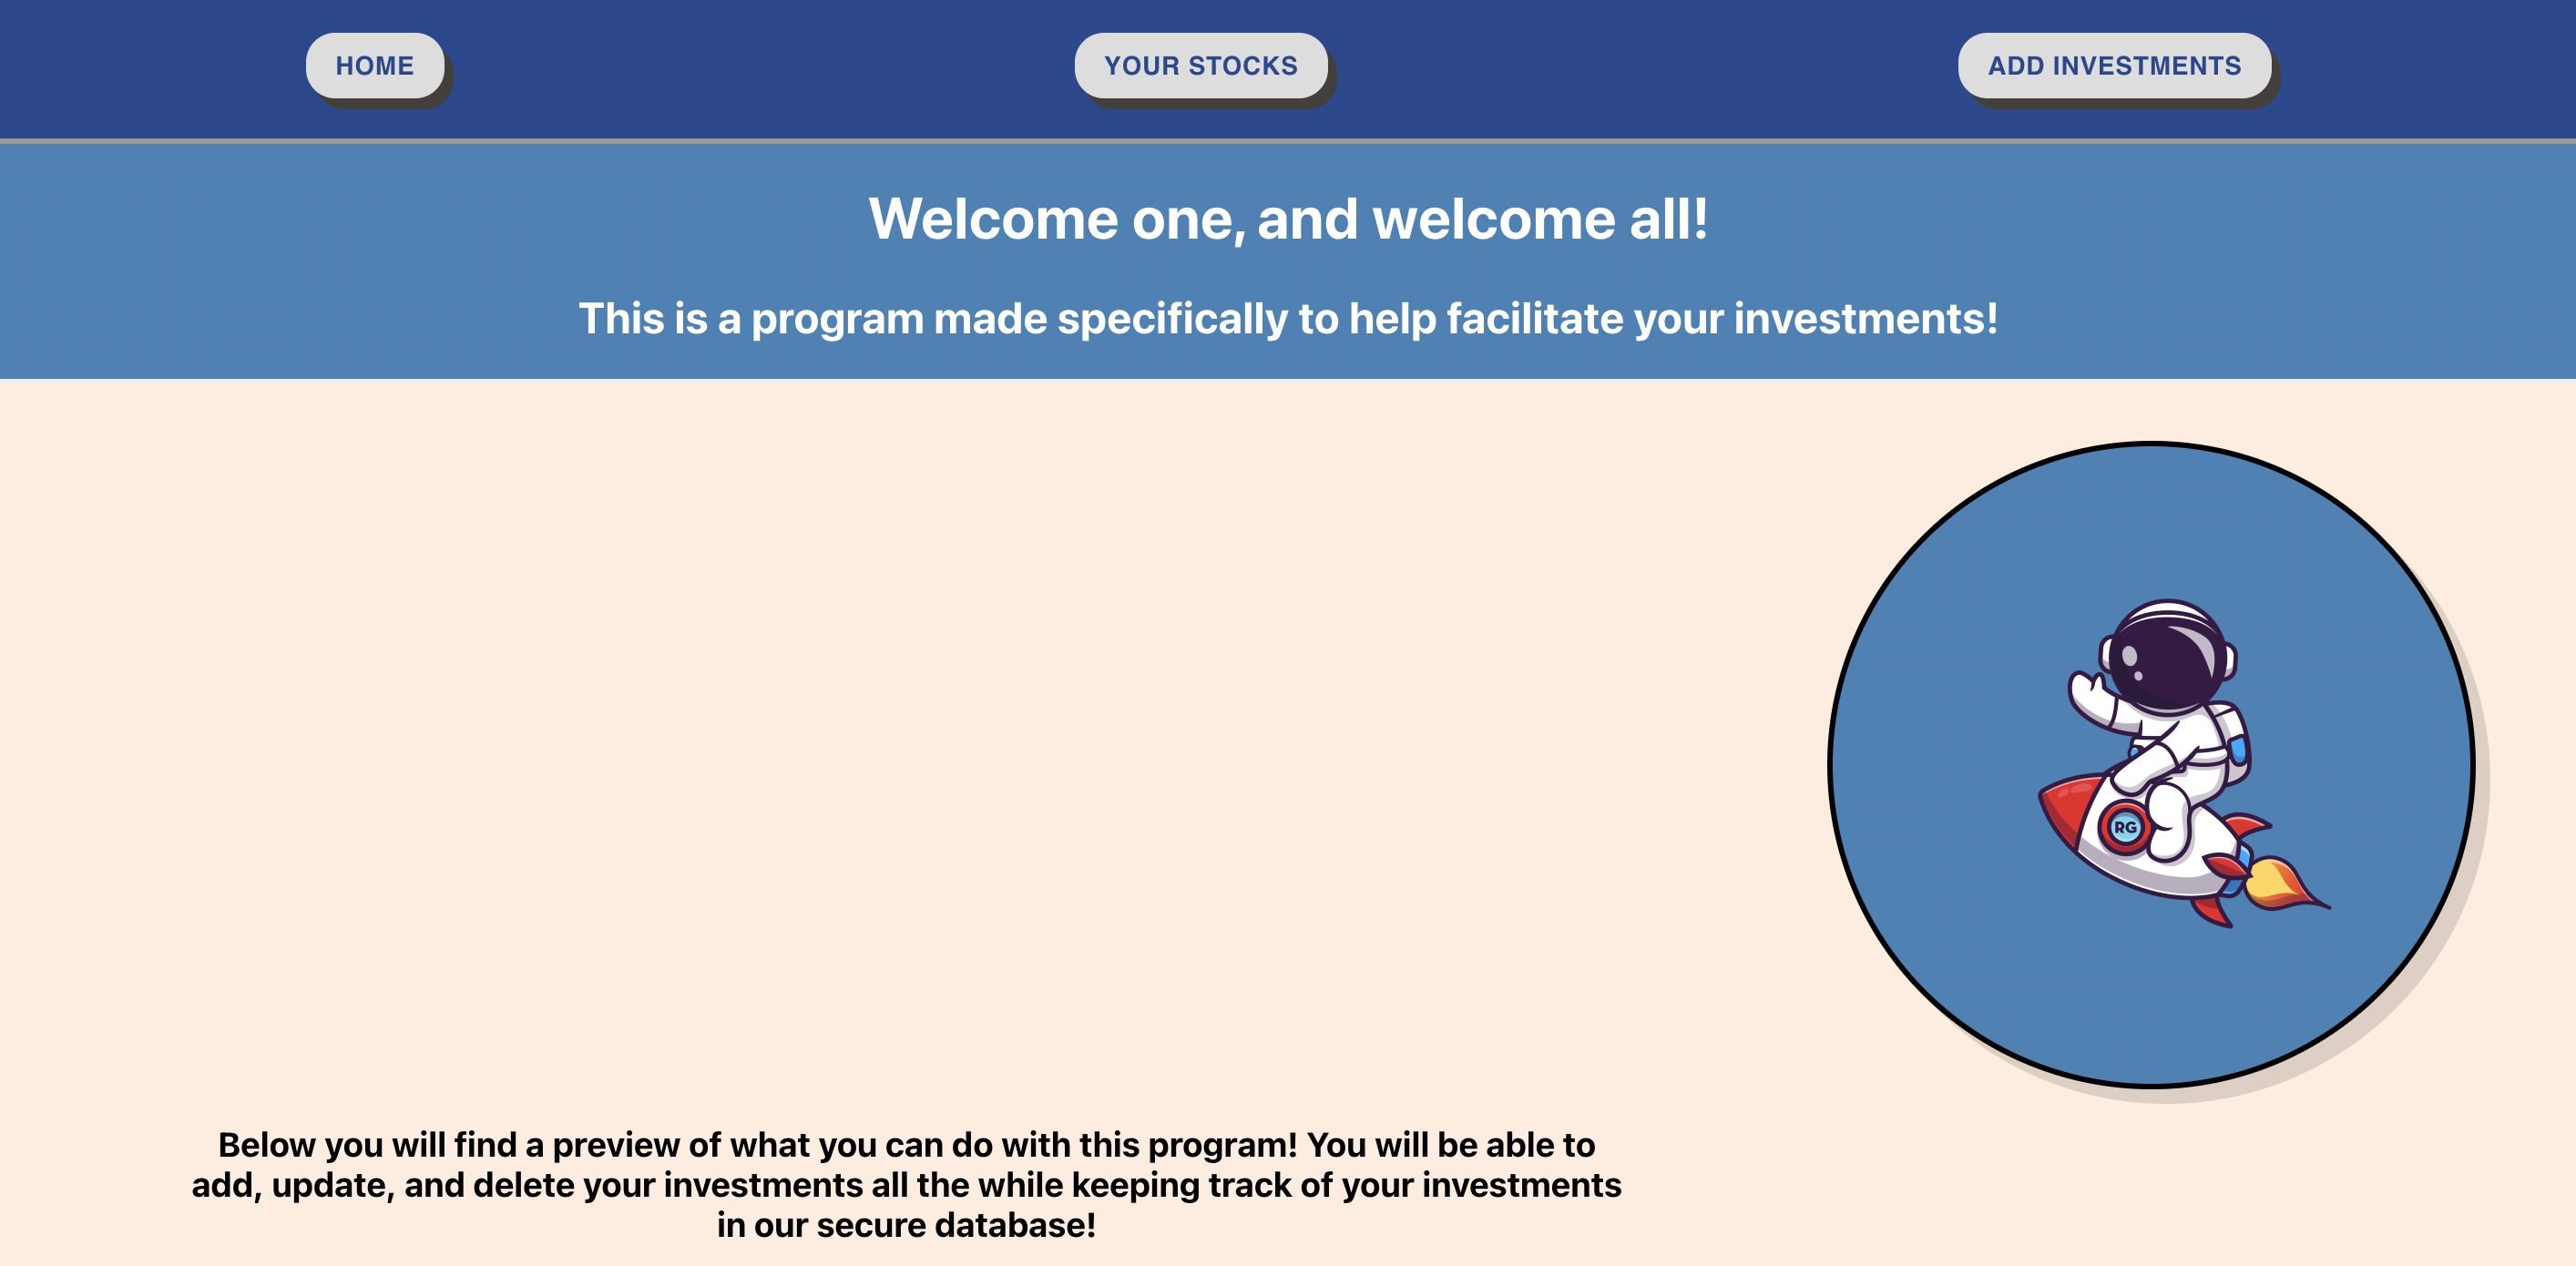 HOME
YOUR STOCKS
ADD INVESTMENTS
Welcome one, and welcome all!
This is a program made specifically to help facilitate your investments!
RG
Below you will find a preview of what you can do with this program! You will be able to
add, update, and delete your investments all the while keeping track of your investments
in our secure database!